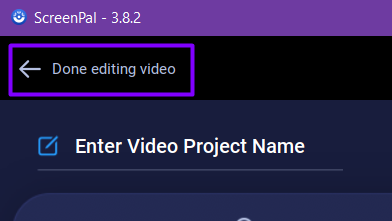 ScreenPal - 3.8.2
Done editing video
Enter Video Project Name